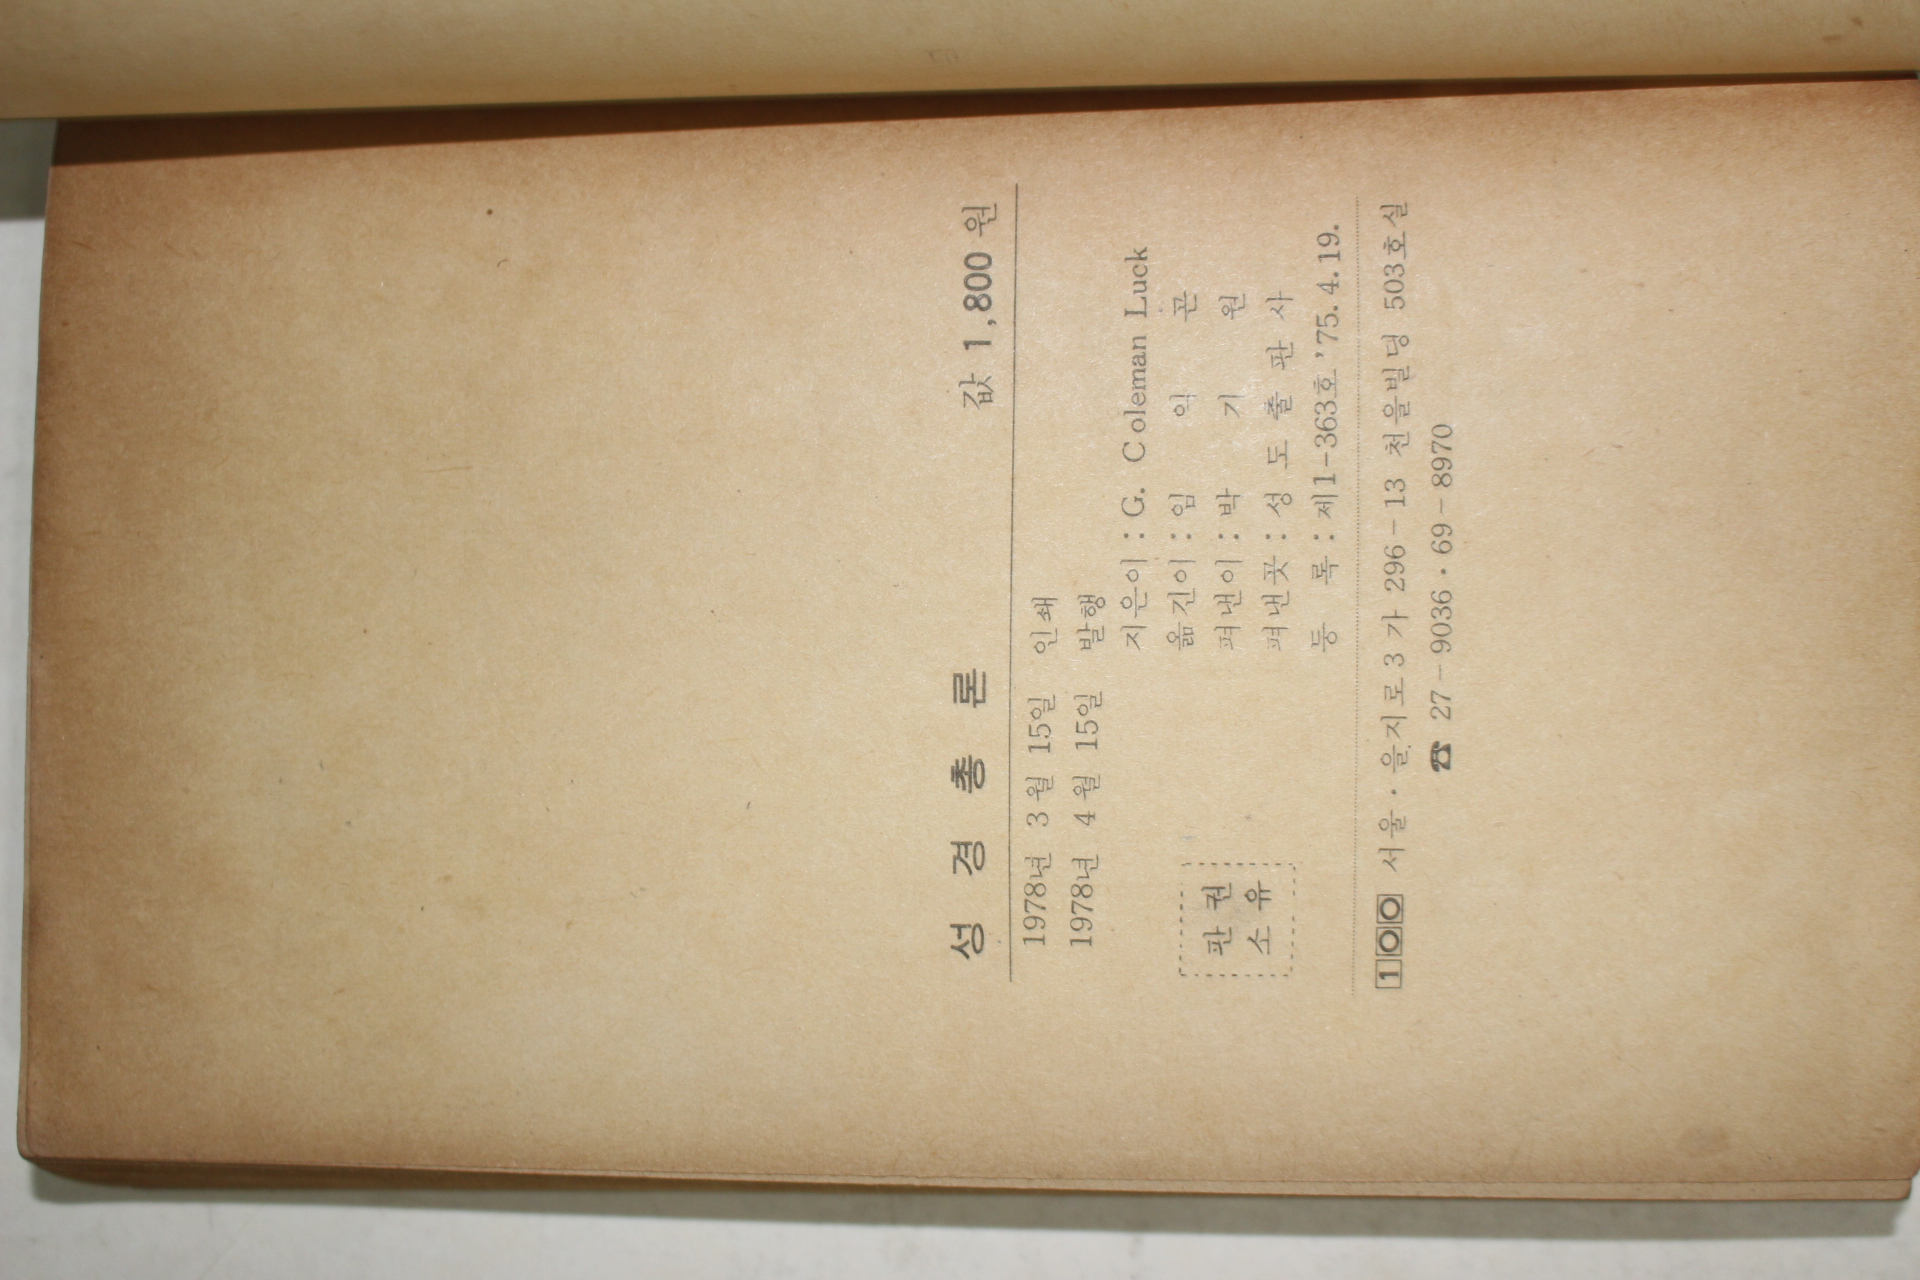 성 경 총 론 값 1,800 원
1978년 3 월 15일 인쇄
1978년 4 월 15일 발행
지은이 : G. Coleman Luck
옮긴이 : 임 익 곤
펴낸이 : 박 기 원
펴낸곳 : 성 도 출 판 사
등 록 : 제1-363호 '75. 4. 19.
판 권
소 유
100 서울 · 을지로 3 가 296-13 천을빌딩 503호실
☎ 27-9036 · 69-8970